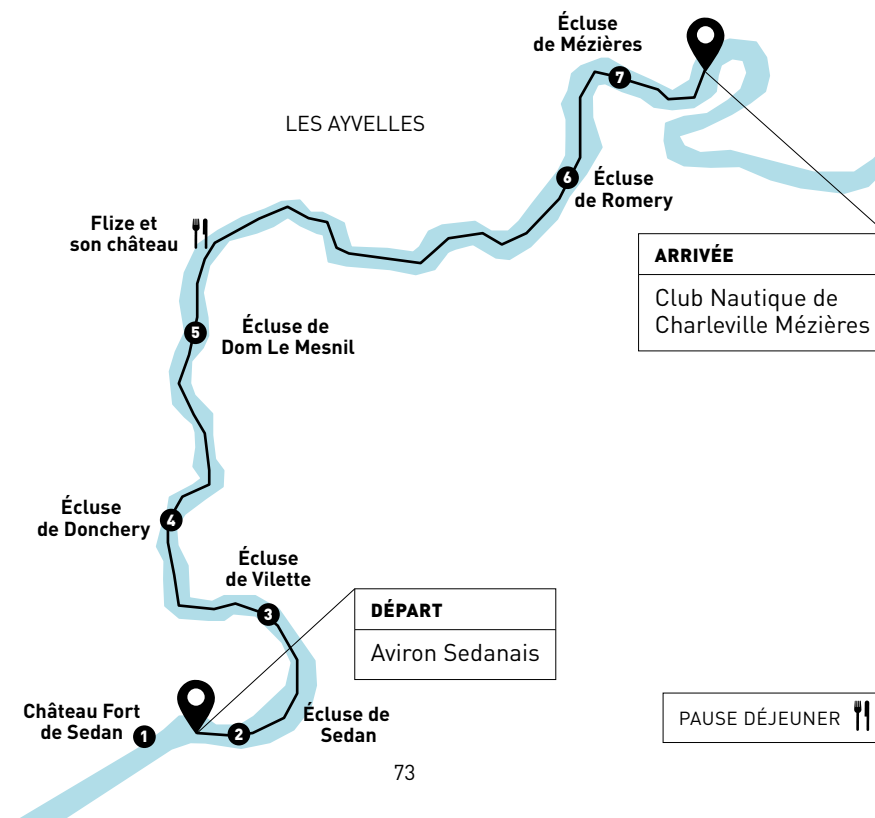 Écluse
de Mézières
7
LES AYVELLES
6
Écluse
de Romery
Flize et
son château
ARRIVÉE
Club Nautique de
Charleville Mézières
5
Écluse de
Dom Le Mesnil
Écluse
de Donchery
4
Écluse
de Vilette
3
DÉPART
Aviron Sedanais
Château Fort
de Sedan
1
2
Écluse de
Sedan
PAUSE DÉJEUNER
73